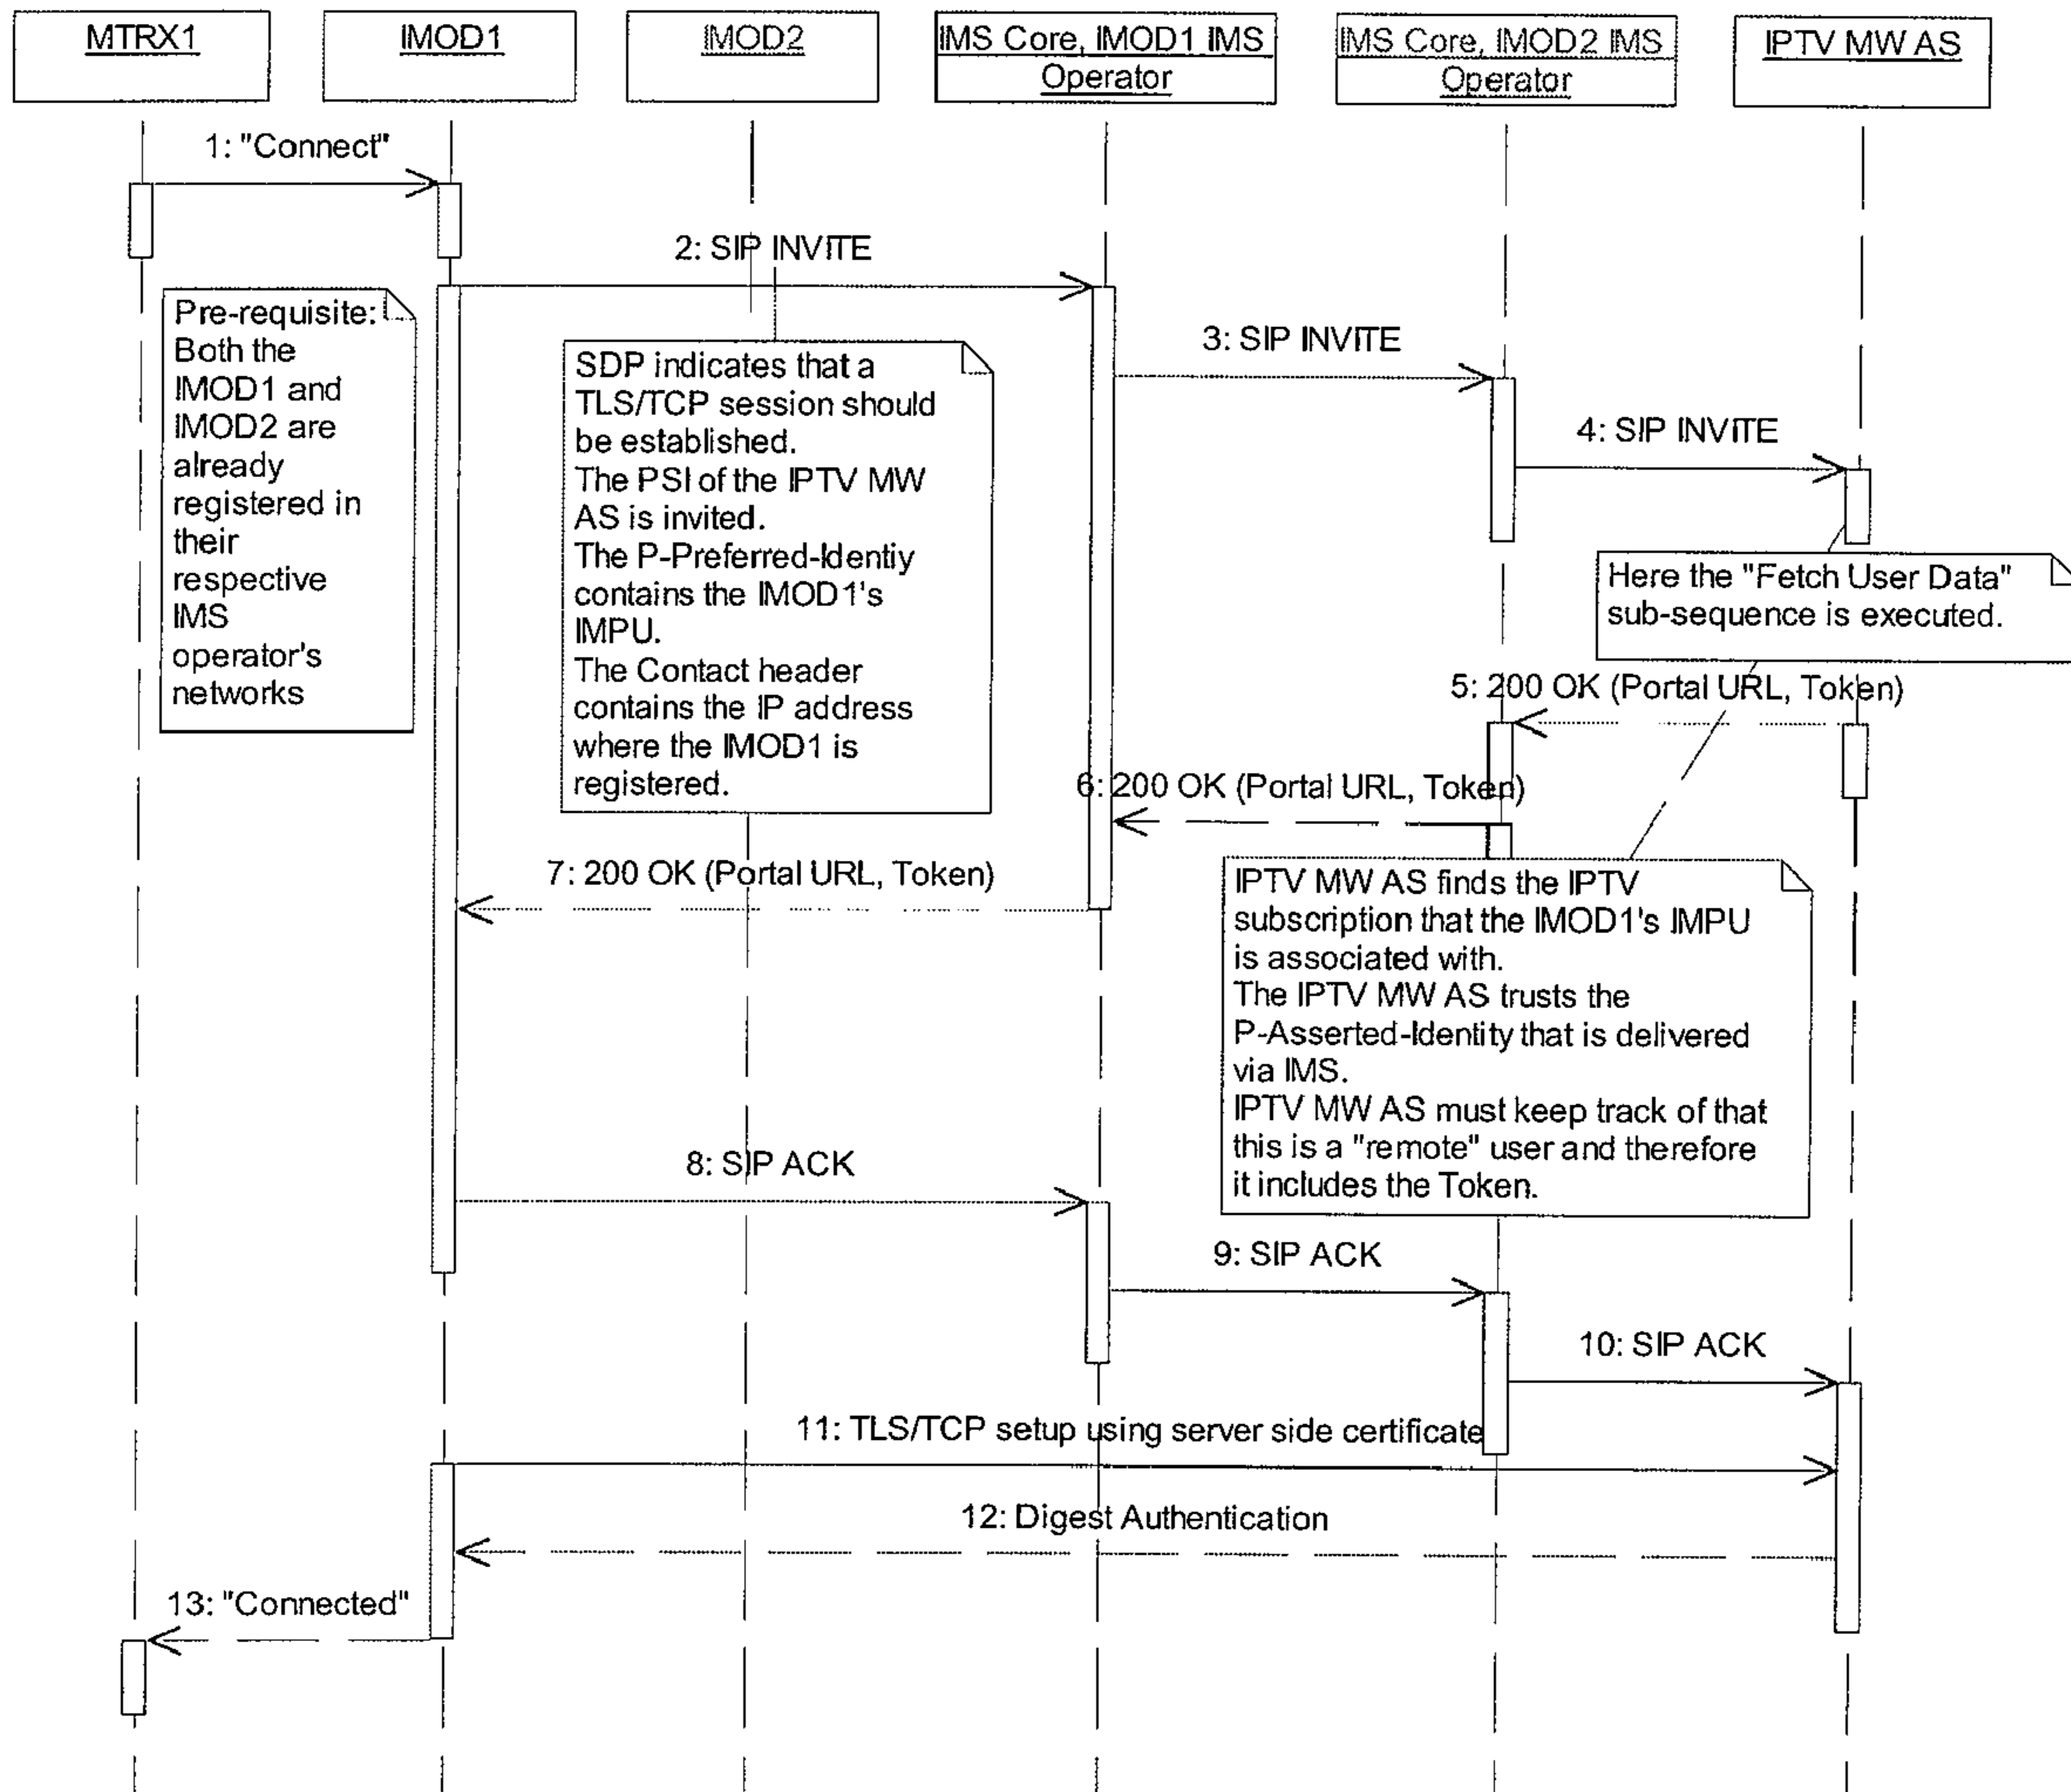 MTRX1
IMOD1
IMOD2
IMS Core, IMOD1 IMS
Operator
IMS Core, IMOD2 IMS
Operator
IPTV MW AS
1: "Connect"
2: SIP INVITE
Pre-requisite:
Both the
IMOD1 and
IMOD2 are
already
registered in
their
respective
IMS
operator's
networks
SDP indicates that a
TLS/TCP session should
be established.
The PSI of the IPTV MW
AS is invited.
The P-Preferred-Identiy
contains the IMOD1's
IMPU.
The Contact header
contains the IP address
where the IMOD1 is
registered.
3: SIP INVITE
4: SIP INVITE
Here the "Fetch User Data"
sub-sequence is executed.
5: 200 OK (Portal URL, Token)
6: 200 OK (Portal URL, Token)
7: 200 OK (Portal URL, Token)
IPTV MW AS finds the IPTV
subscription that the IMOD1's IMPU
is associated with.
The IPTV MW AS trusts the
P-Asserted-Identity that is delivered
via IMS.
IPTV MW AS must keep track of that
this is a "remote" user and therefore
it includes the Token.
8: SIP ACK
9: SIP ACK
10: SIP ACK
11: TLS/TCP setup using server side certificate
12: Digest Authentication
13: "Connected"